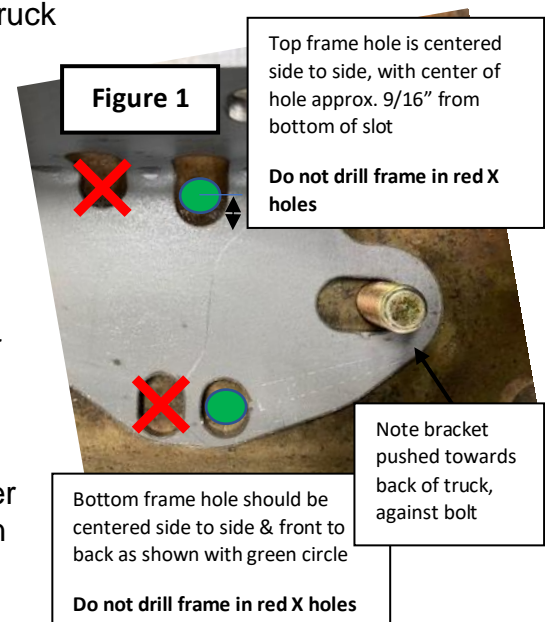 ruck
Figure 1
Top frame hole is centered
side to side, with center of
hole approx. 9/16” from
bottom of slot
Do not drill frame in red X
holes
Note bracket
pushed towards
back of truck,
against bolt
er
n
Bottom frame hole should be
centered side to side & front to
back as shown with green circle
Do not drill frame in red X holes